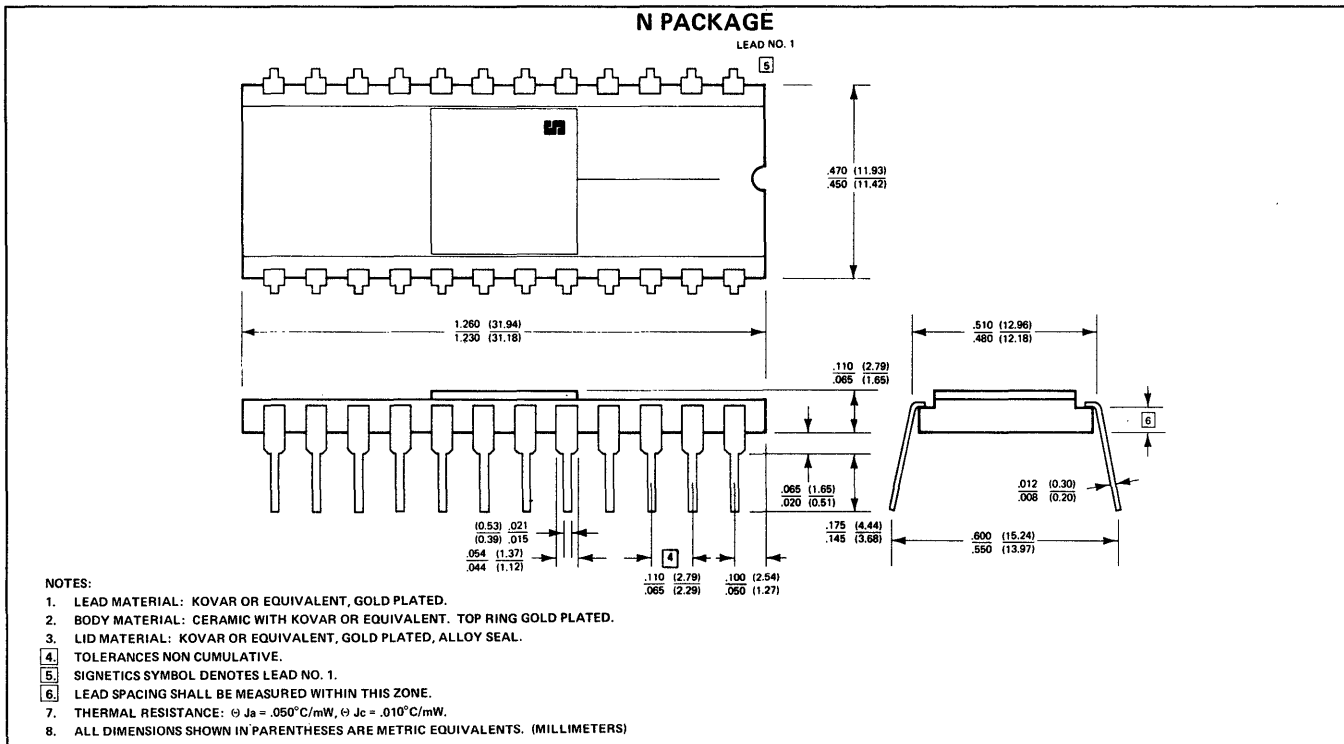 N PACKAGE
LEAD NO. 1
5
.470 (11.93)
.450 (11.42)
1.260 (31.94)
1.230 (31.18)
.510 (12.96)
.480 (12.18)
.110 (2.79)
.065 (1.65)
6
.065 (1.65)
.020 (0.51)
.012 (0.30)
.008 (0.20)
(0.53) .021
(0.39) .015
.175 (4.44)
.145 (3.68)
.600 (15.24)
.550 (13.97)
.054 (1.37)
.044 (1.12)
4
.110 (2.79)
.065 (2.29)
.100 (2.54)
.050 (1.27)
NOTES:
1. LEAD MATERIAL: KOVAR OR EQUIVALENT, GOLD PLATED.
2. BODY MATERIAL: CERAMIC WITH KOVAR OR EQUIVALENT. TOP RING GOLD PLATED.
3. LID MATERIAL: KOVAR OR EQUIVALENT, GOLD PLATED, ALLOY SEAL.
4. TOLERANCES NON CUMULATIVE.
5. SIGNETICS SYMBOL DENOTES LEAD NO. 1.
6. LEAD SPACING SHALL BE MEASURED WITHIN THIS ZONE.
7. THERMAL RESISTANCE: Θ Ja = .050°C/mW, Θ Jc = .010°C/mW.
8. ALL DIMENSIONS SHOWN IN PARENTHESES ARE METRIC EQUIVALENTS. (MILLIMETERS)